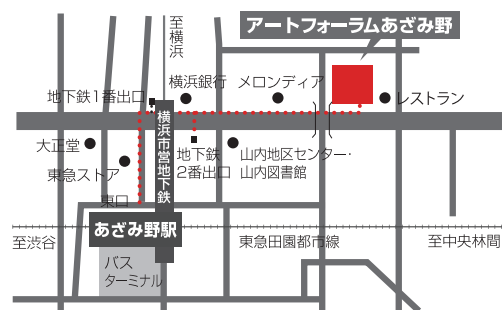 アートフォーラムあざみ野
至横浜
横浜銀行
メロンディア
地下鉄1番出口
レストラン
横浜市営地下鉄
大正堂
地下鉄
2番出口
山内地区センター・
山内図書館
東急ストア
東口
あざみ野駅
至渋谷
東急田園都市線
至中央林間
バス
ターミナル